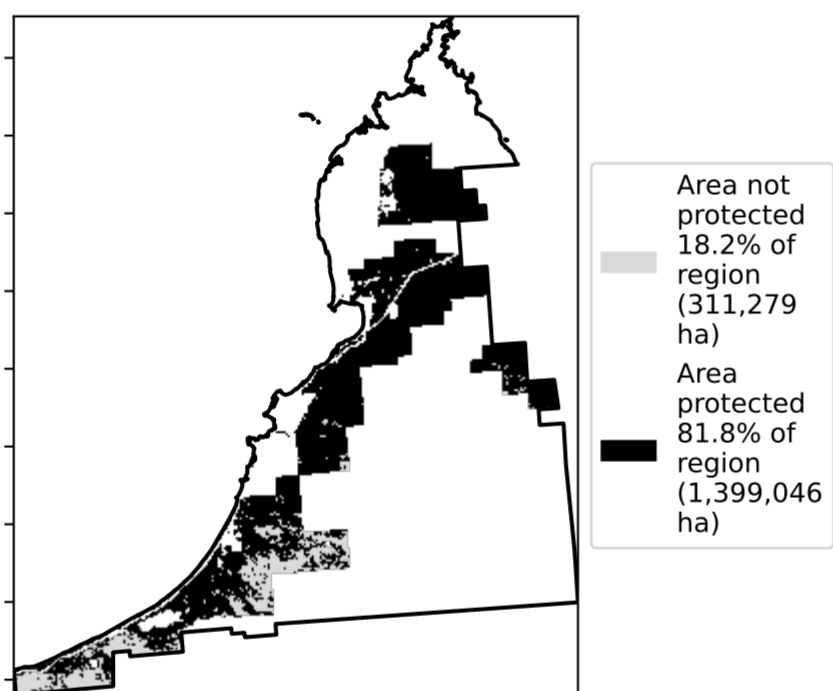 Area not
protected
18.2% of
region
(311,279
ha)
Area
protected
81.8% of
region
(1,399,046
ha)